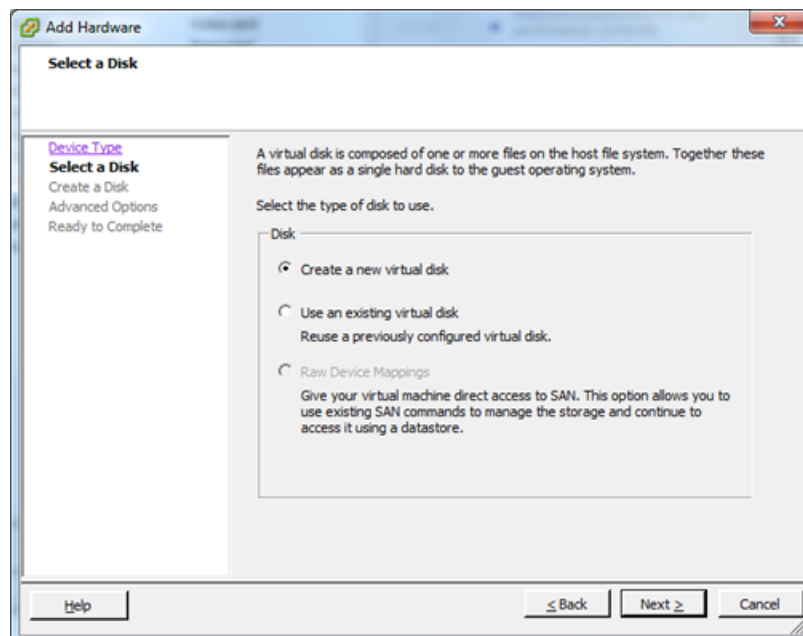 Add Hardware
Select a Disk
Device Type
Select a Disk
Create a Disk
Advanced Options
Ready to Complete
A virtual disk is composed of one or more files on the host file system. Together these
files appear as a single hard disk to the guest operating system.
Select the type of disk to use.
Disk
Create a new virtual disk
Use an existing virtual disk
Reuse a previously configured virtual disk.
Raw Device Mappings
Give your virtual machine direct access to SAN. This option allows you to
use existing SAN commands to manage the storage and continue to
access it using a datastore.
Help
< Back
Next >
Cancel